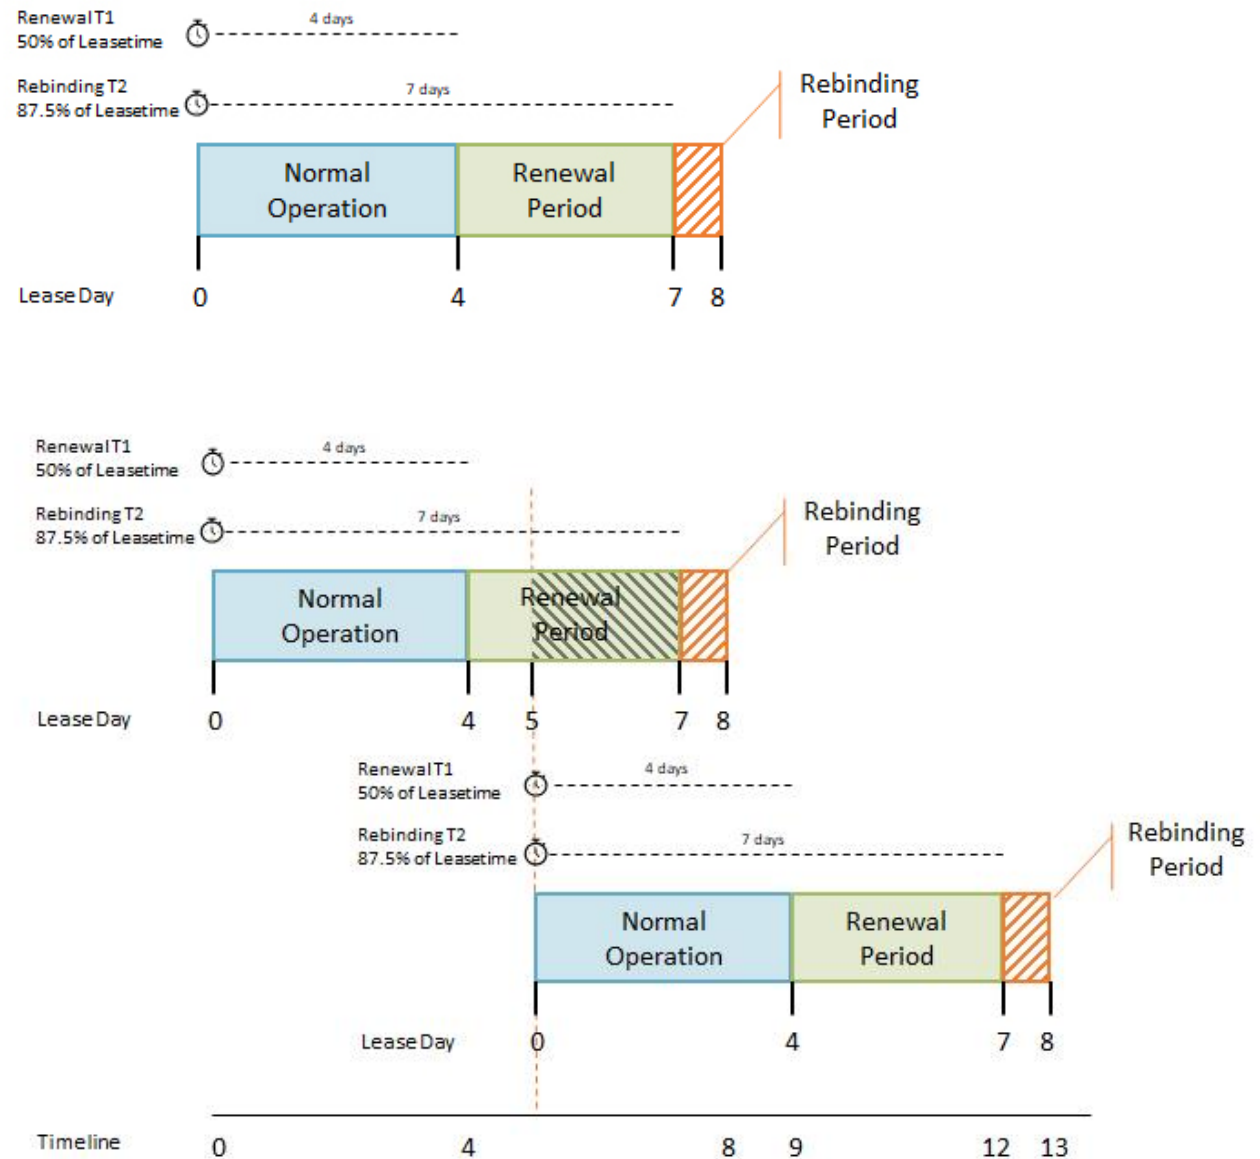 Renewal T1
50% of Leasetime
4 days
Rebinding T2
87.5% of Leasetime
7 days
Rebinding
Period
Normal
Operation
Renewal
Period
Lease Day
0
4
7
8
Renewal T1
50% of Leasetime
4 days
Rebinding T2
87.5% of Leasetime
7 days
Rebinding
Period
Normal
Operation
Renewal
Period
Lease Day
0
4
5
7
8
Renewal T1
50% of Leasetime
4 days
Rebinding T2
87.5% of Leasetime
7 days
Rebinding
Period
Normal
Operation
Renewal
Period
Lease Day
0
4
7
8
Timeline
0
4
8
9
12
13